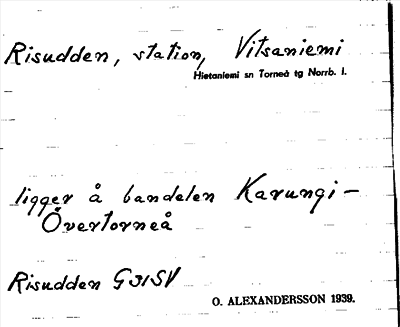 Risudden, station, Vitsaniemi
Hietaniemi sn Torneå tg Norrb. l.
ligger å bandelen Karungi –
Övertorneå
Risudden G31SV
O. ALEXANDERSSON 1939.